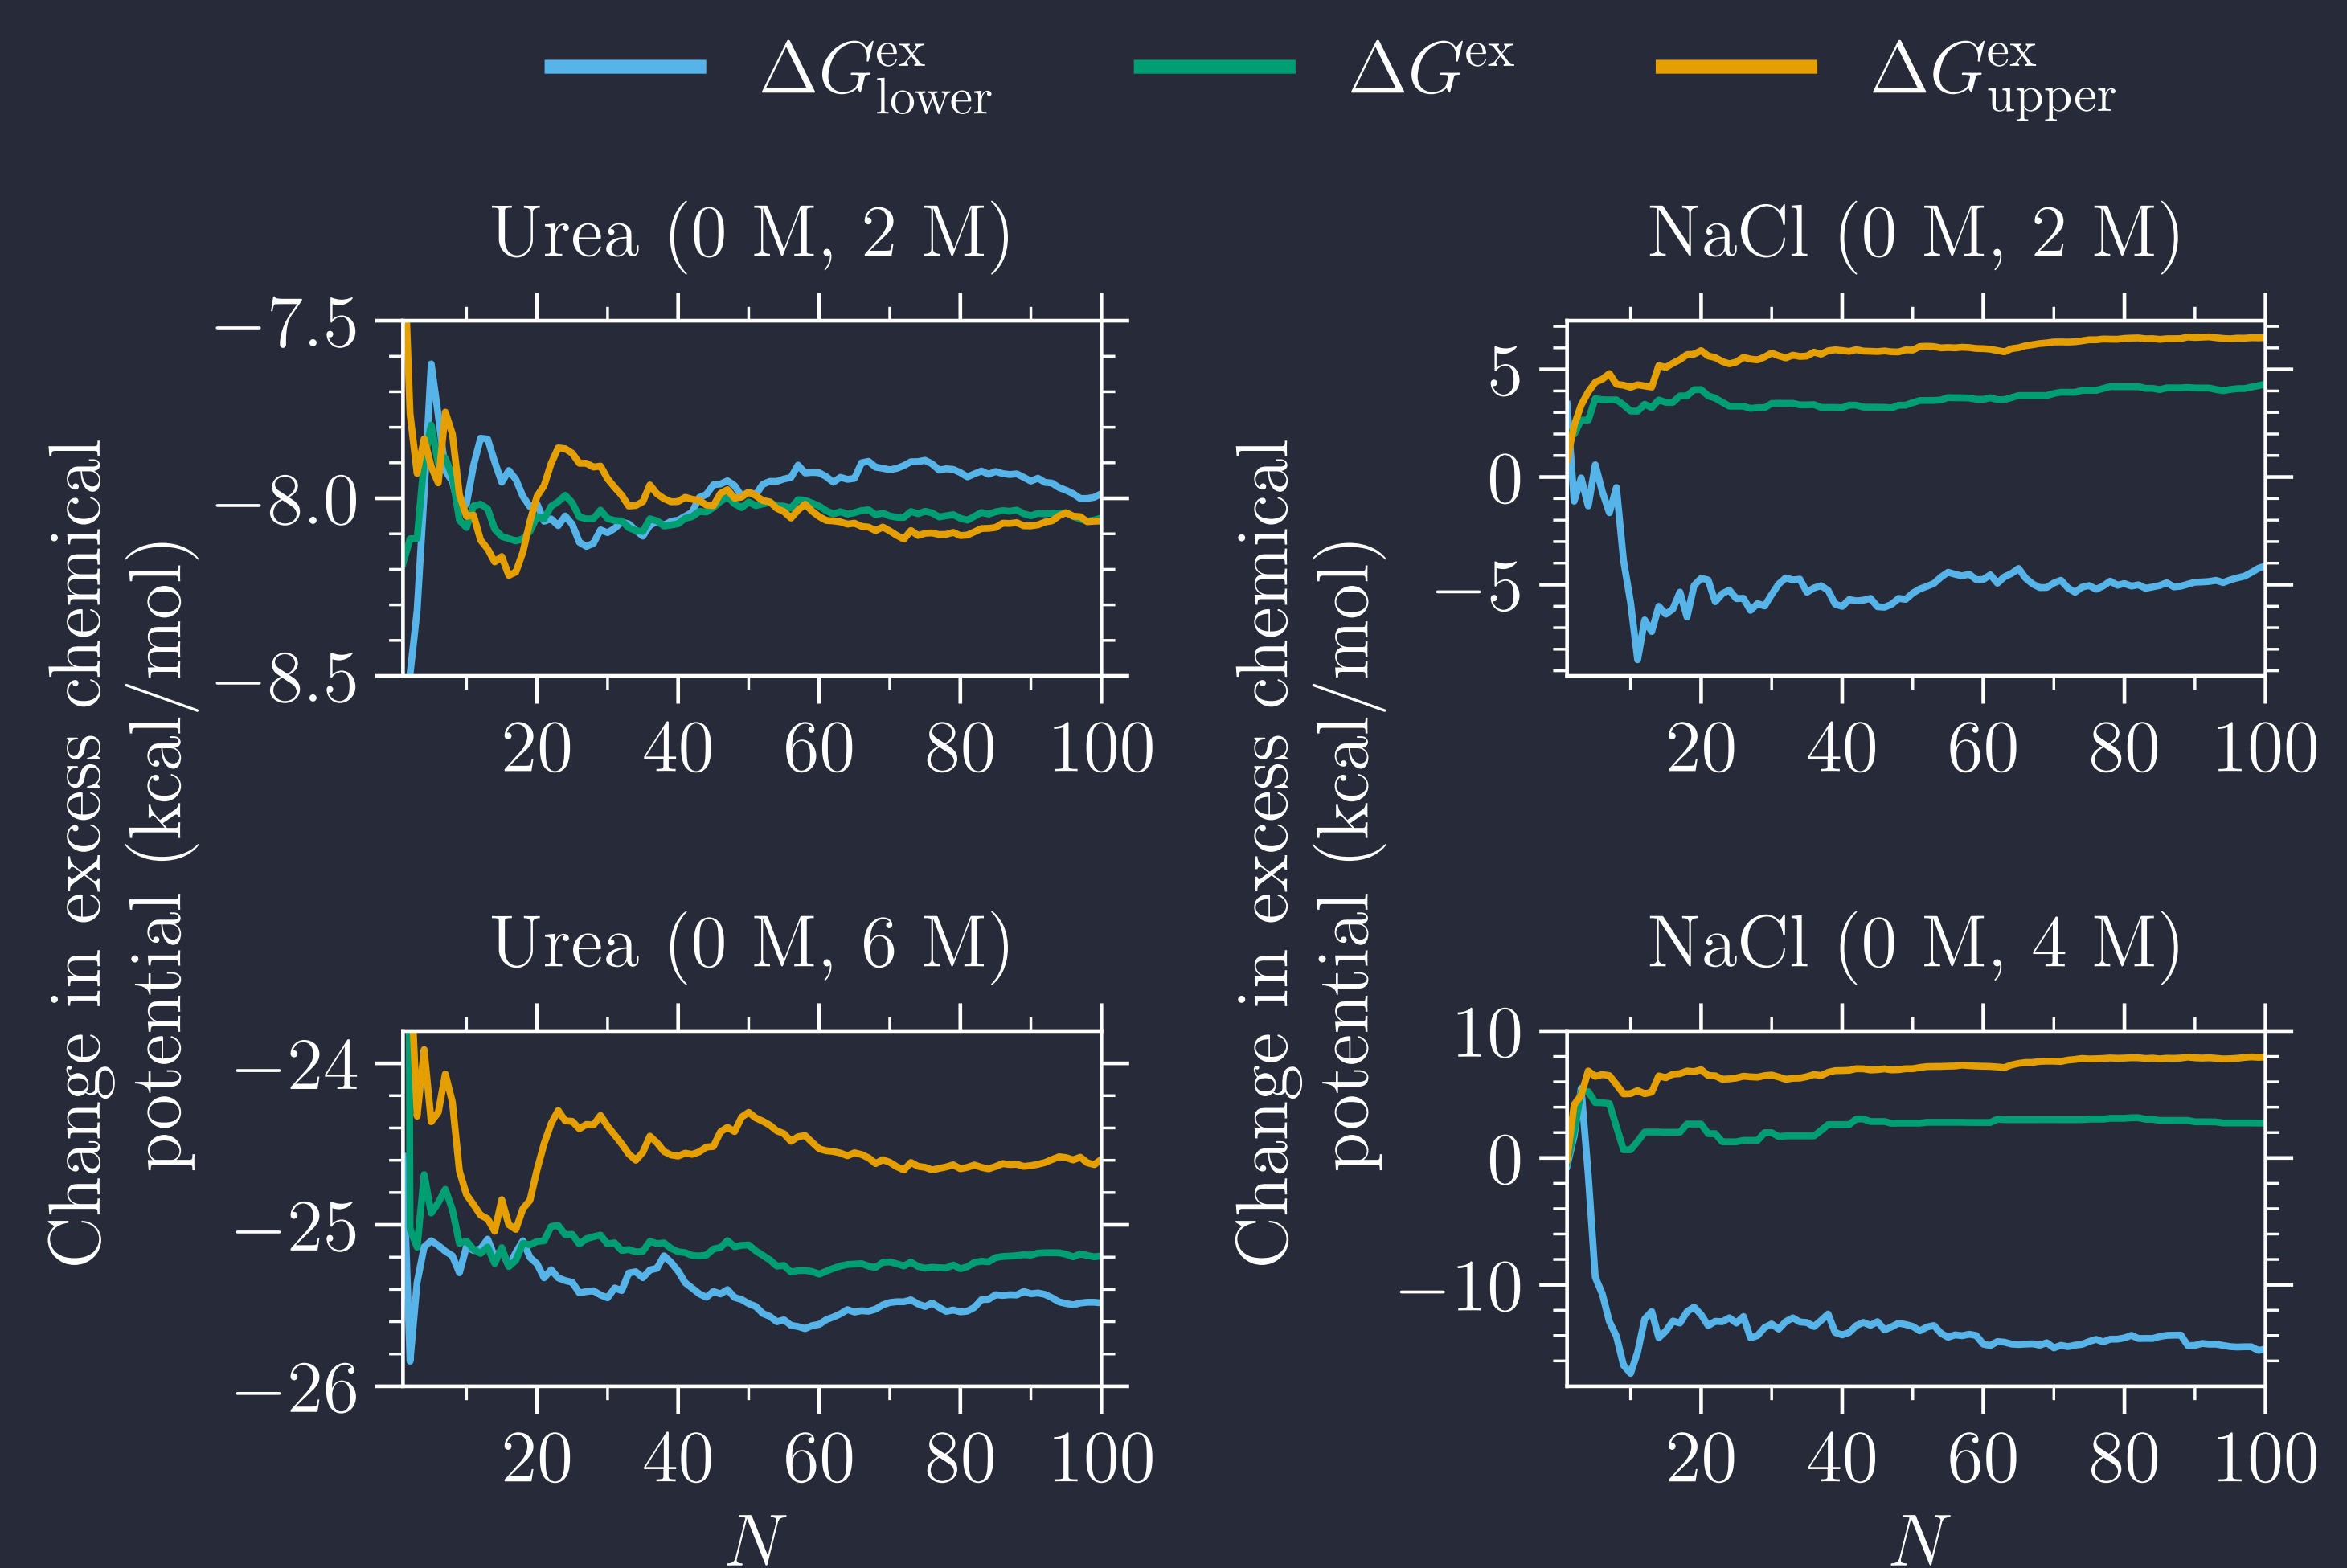 ΔG^ex_lower ΔG^ex ΔG^ex_upper
Urea (0 M, 2 M)
Change in excess chemical
potential (kcal/mol)
−7.5
−8.0
−8.5
20 40 60 80 100
NaCl (0 M, 2 M)
Change in excess chemical
potential (kcal/mol)
5
0
−5
20 40 60 80 100
Urea (0 M, 6 M)
−24
−25
−26
20 40 60 80 100
N
NaCl (0 M, 4 M)
10
0
−10
20 40 60 80 100
N